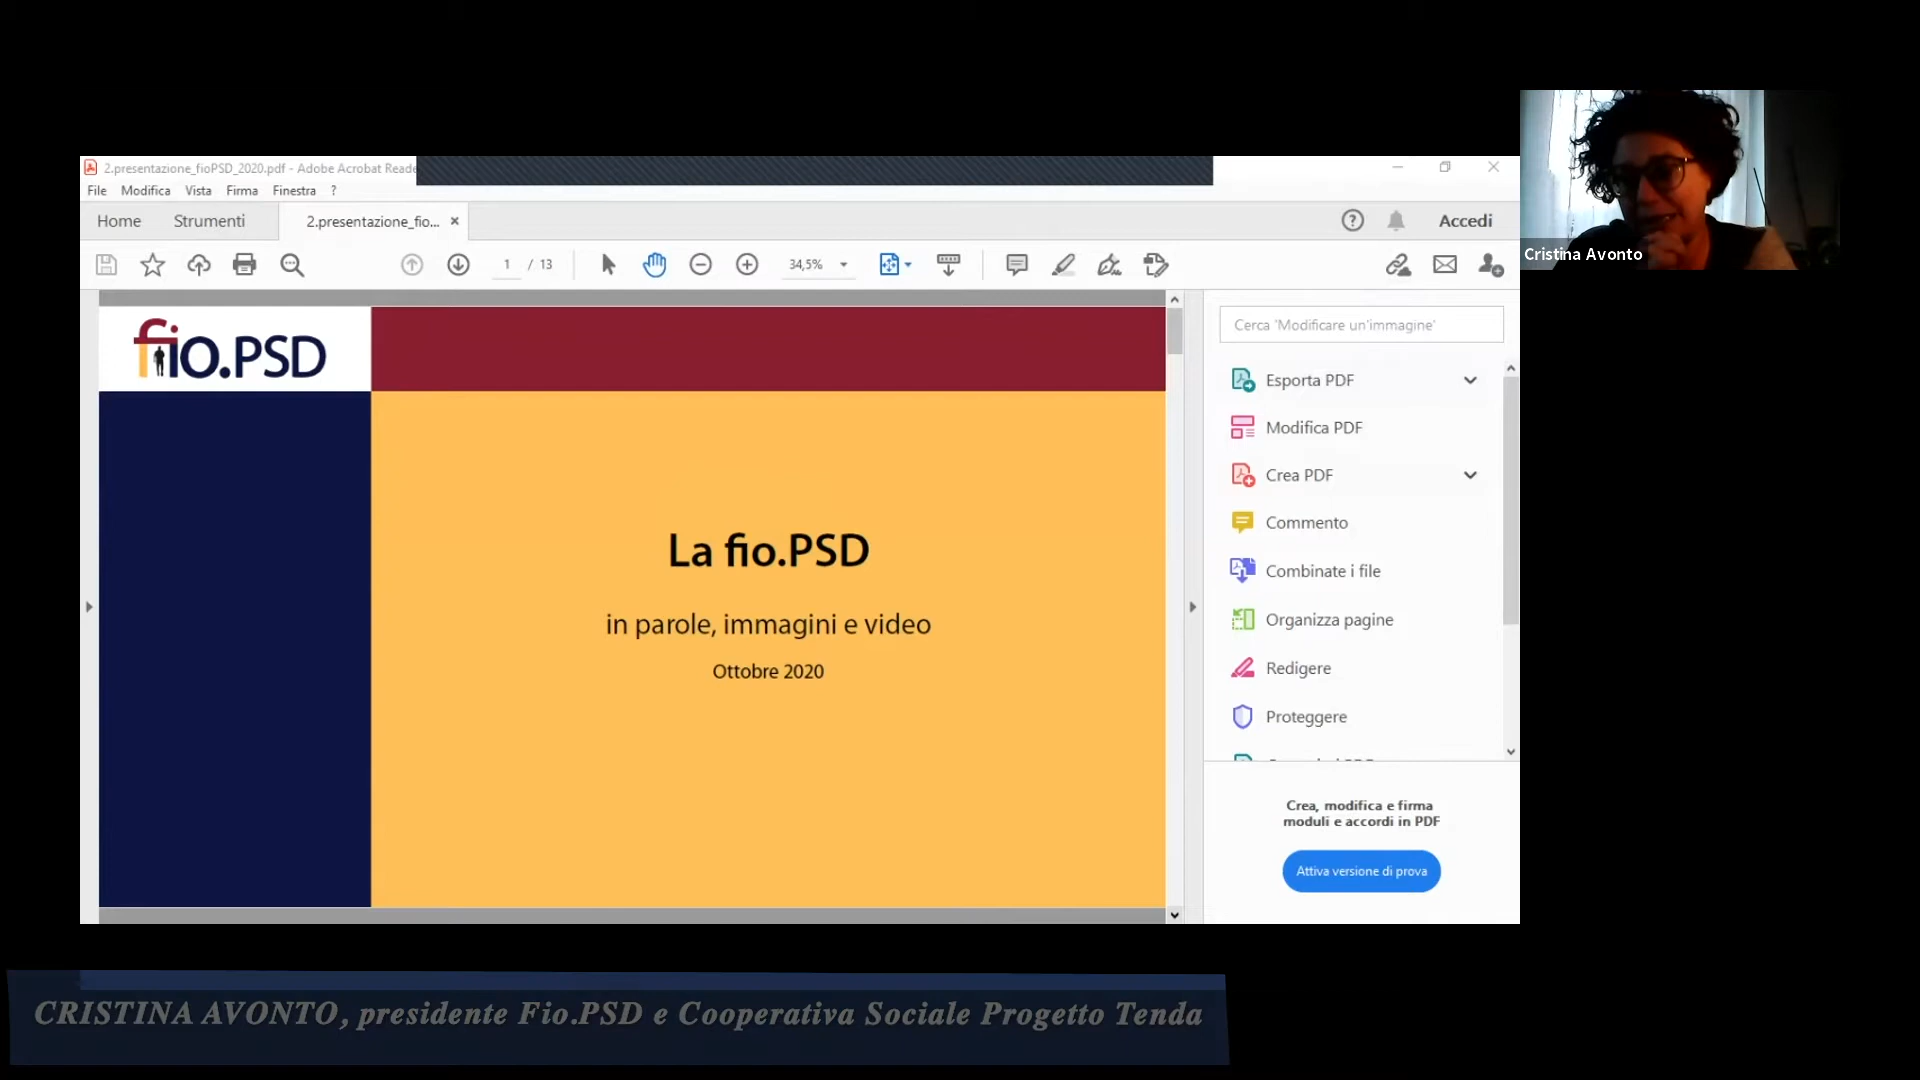 2.presentazione_fioPSD_2020.pdf - Adobe Acrobat Reade
File Modifica Vista Firma Finestra ?
Home Strumenti 2.presentazione_fio... × Accedi
1 / 13 34,5%
fio.PSD
La fio.PSD
in parole, immagini e video
Ottobre 2020
Cerca 'Modificare un'immagine'
Esporta PDF
Modifica PDF
Crea PDF
Commento
Combinate i file
Organizza pagine
Redigere
Proteggere
Crea, modifica e firma
moduli e accordi in PDF
Attiva versione di prova
Cristina Avonto
CRISTINA AVONTO, presidente Fio.PSD e Cooperativa Sociale Progetto Tenda